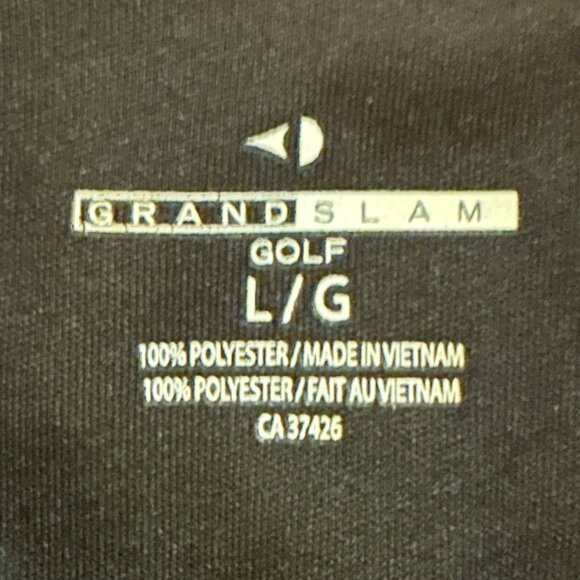 GRANDSLAM
GOLF
L/G
100% POLYESTER / MADE IN VIETNAM
100% POLYESTER / FAIT AU VIETNAM
CA 37426